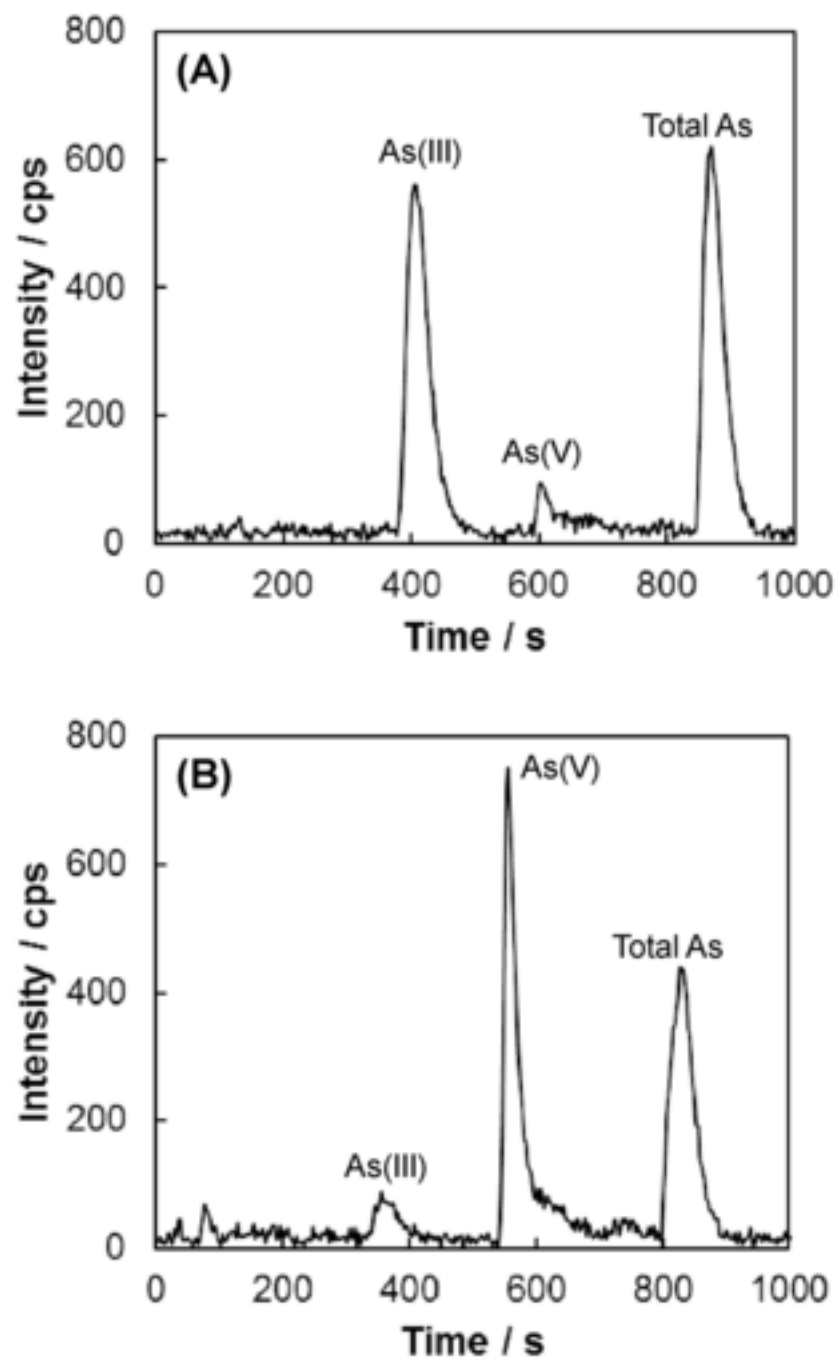 (A)
800
600
400
200
0
Intensity / cps
As(III)
As(V)
Total As
0 200 400 600 800 1000
Time / s
(B)
800
600
400
200
0
Intensity / cps
As(III)
As(V)
Total As
0 200 400 600 800 1000
Time / s